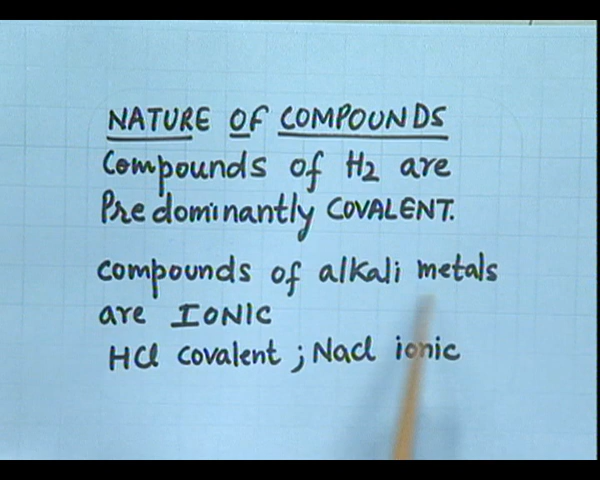 NATURE OF COMPOUNDS
Compounds of H2 are
Predominantly COVALENT.
compounds of alkali metals
are IONIC
HCl covalent ; NaCl ionic